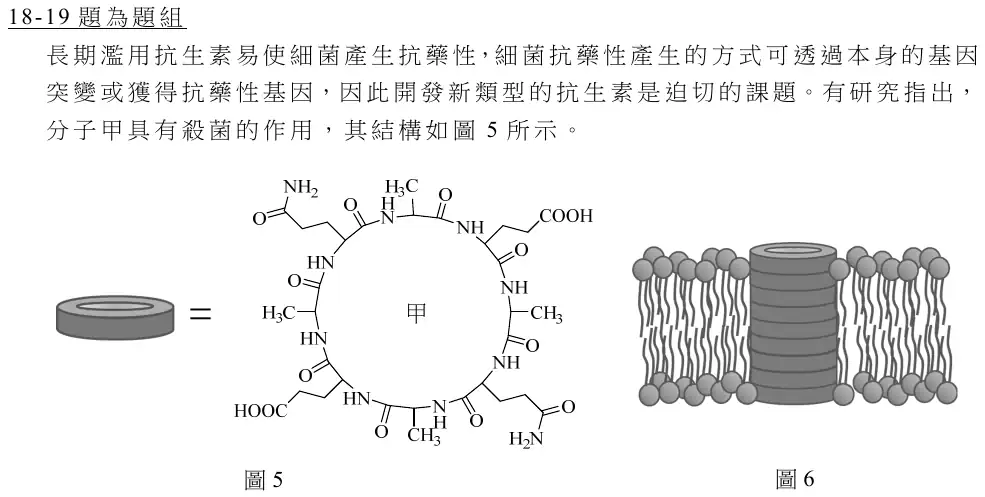 18-19 題為題組
長期濫用抗生素易使細菌產生抗藥性，細菌抗藥性產生的方式可透過本身的基因
突變或獲得抗藥性基因，因此開發新類型的抗生素是迫切的課題。有研究指出，
分子甲具有殺菌的作用，其結構如圖 5 所示。
NH₂
O
O
N
H
H₃C
O
NH
COOH
HN
O
O
NH
H₃C
甲
CH₃
HN
O
NH
O
HOOC
HN
O
CH₃
N
H
O
H₂N
O
=
圖 5
圖 6